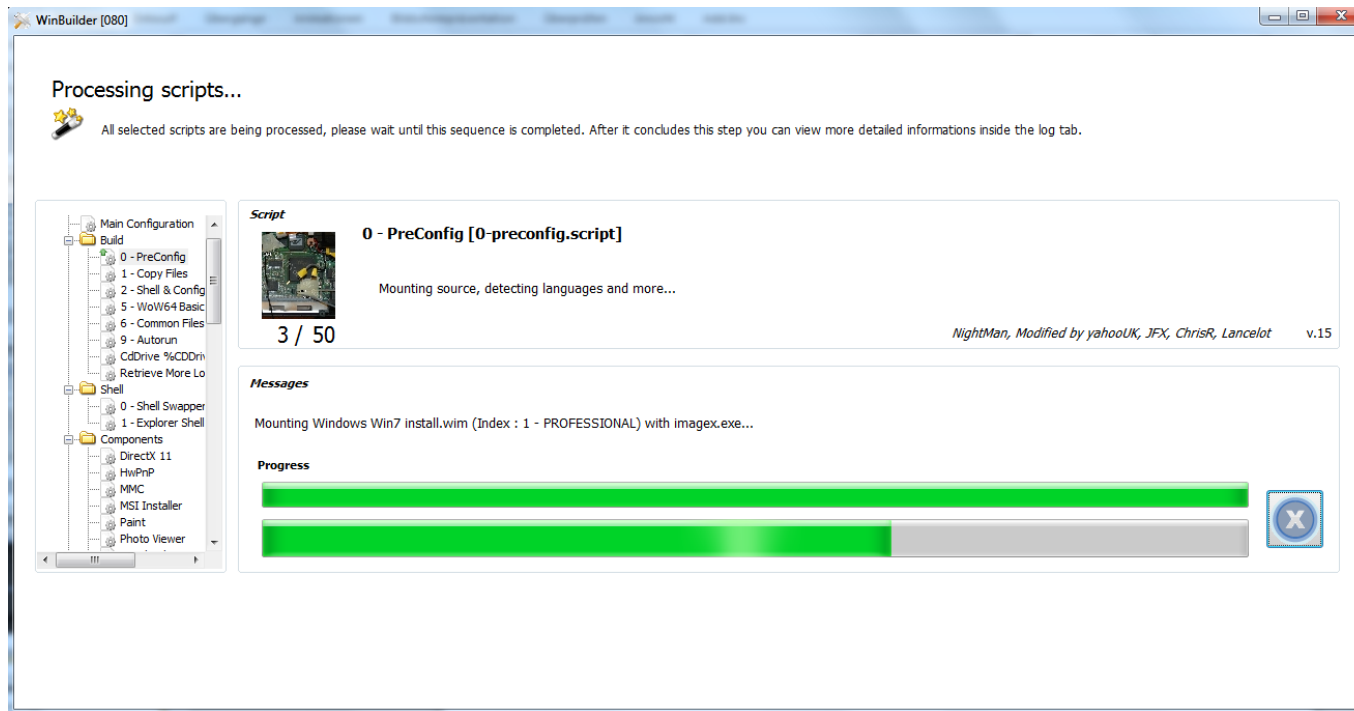 WinBuilder [080]
Processing scripts...
All selected scripts are being processed, please wait until this sequence is completed. After it concludes this step you can view more detailed informations inside the log tab.
Main Configuration
Build
0 - PreConfig
1 - Copy Files
2 - Shell & Config
5 - WoW64 Basic
6 - Common Files
9 - Autorun
CdDrive %CDDriv
Retrieve More Lo
Shell
0 - Shell Swapper
1 - Explorer Shell
Components
DirectX 11
HwPnP
MMC
MSI Installer
Paint
Photo Viewer
Script
0 - PreConfig [0-preconfig.script]
Mounting source, detecting languages and more...
3 / 50
NightMan, Modified by yahooUK, JFX, ChrisR, Lancelot v.15
Messages
Mounting Windows Win7 install.wim (Index : 1 - PROFESSIONAL) with imagex.exe...
Progress